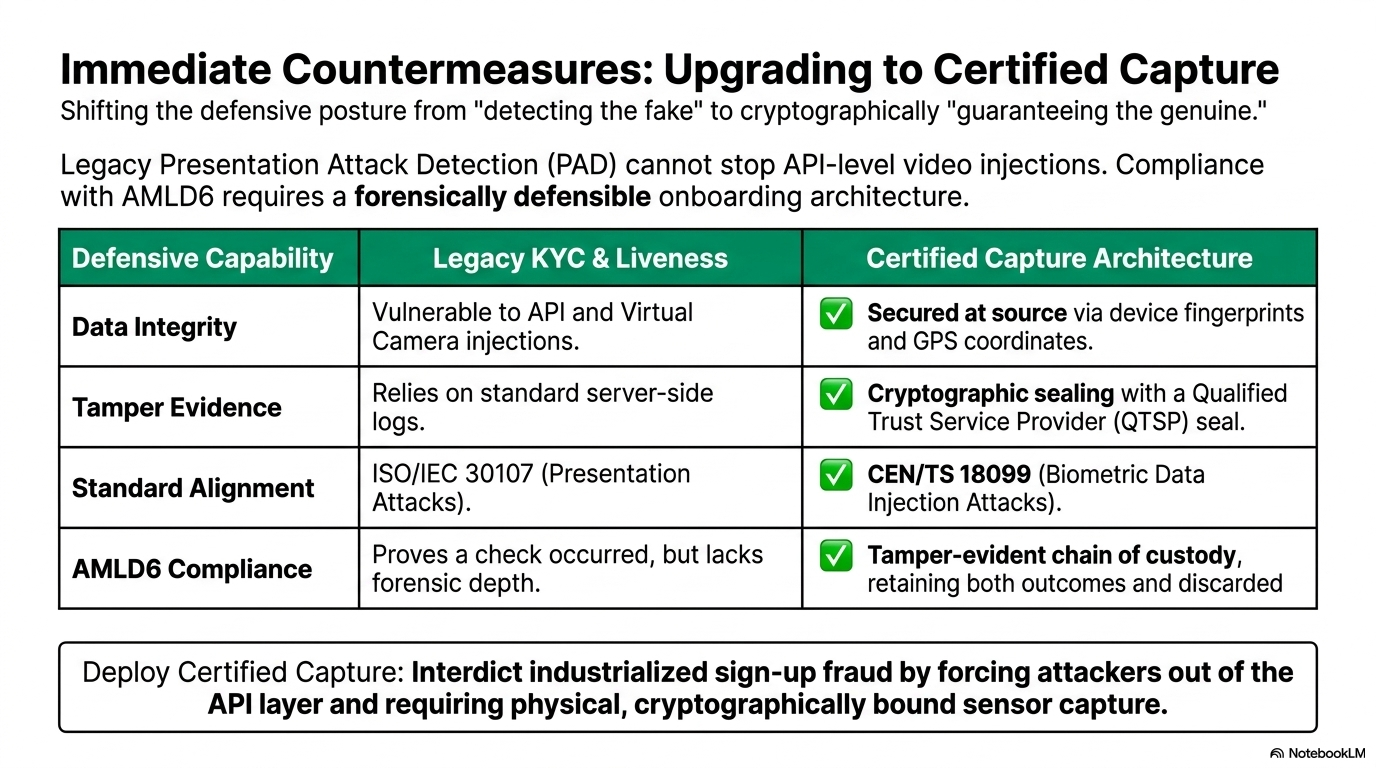 Immediate Countermeasures: Upgrading to Certified Capture
Shifting the defensive posture from "detecting the fake" to cryptographically "guaranteeing the genuine."
Legacy Presentation Attack Detection (PAD) cannot stop API-level video injections. Compliance
with AMLD6 requires a forensically defensible onboarding architecture.
Defensive Capability
Legacy KYC & Liveness
Certified Capture Architecture
Data Integrity
Vulnerable to API and Virtual
Camera injections.
✅ Secured at source via device fingerprints
and GPS coordinates.
Tamper Evidence
Relies on standard server-side
logs.
✅ Cryptographic sealing with a Qualified
Trust Service Provider (QTSP) seal.
Standard Alignment
ISO/IEC 30107 (Presentation
Attacks).
✅ CEN/TS 18099 (Biometric Data
Injection Attacks).
AMLD6 Compliance
Proves a check occurred, but lacks
forensic depth.
✅ Tamper-evident chain of custody,
retaining both outcomes and discarded
Deploy Certified Capture: Interdict industrialized sign-up fraud by forcing attackers out of the
API layer and requiring physical, cryptographically bound sensor capture.
NotebookLM